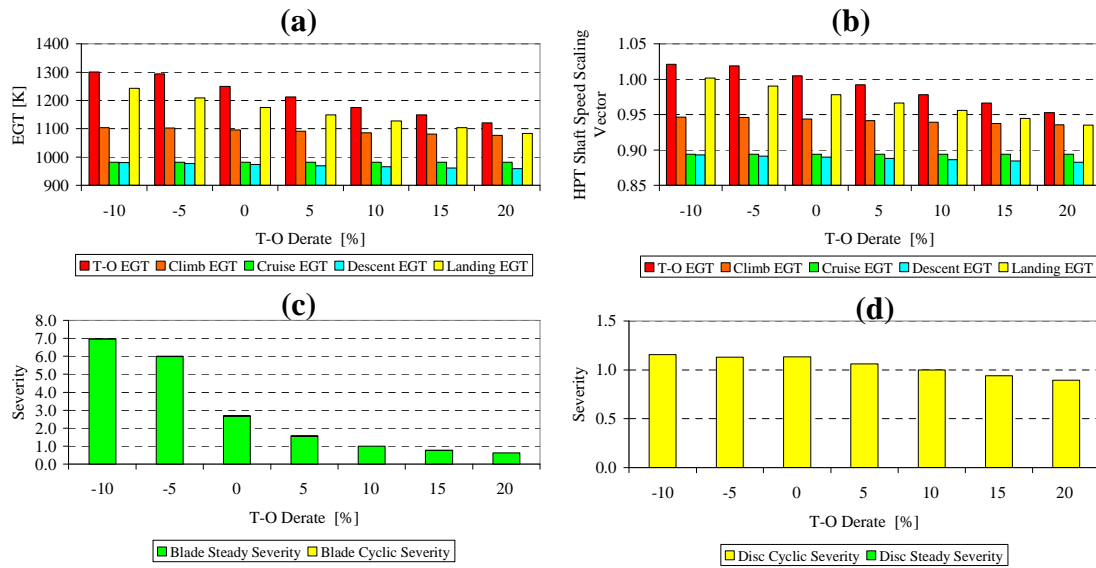 (a)
EGT [K]
1400
1300
1200
1100
1000
900
-10 -5 0 5 10 15 20
T-O Derate [%]
T-O EGT Climb EGT Cruise EGT Descent EGT Landing EGT
(b)
HPT Shaft Speed Scaling
Vector
1.05
1.00
0.95
0.90
0.85
-10 -5 0 5 10 15 20
T-O Derate [%]
T-O EGT Climb EGT Cruise EGT Descent EGT Landing EGT
(c)
Severity
8.0
7.0
6.0
5.0
4.0
3.0
2.0
1.0
0.0
-10 -5 0 5 10 15 20
T-O Derate [%]
Blade Steady Severity Blade Cyclic Severity
(d)
Severity
1.5
1.0
0.5
0.0
-10 -5 0 5 10 15 20
T-O Derate [%]
Disc Cyclic Severity Disc Steady Severity